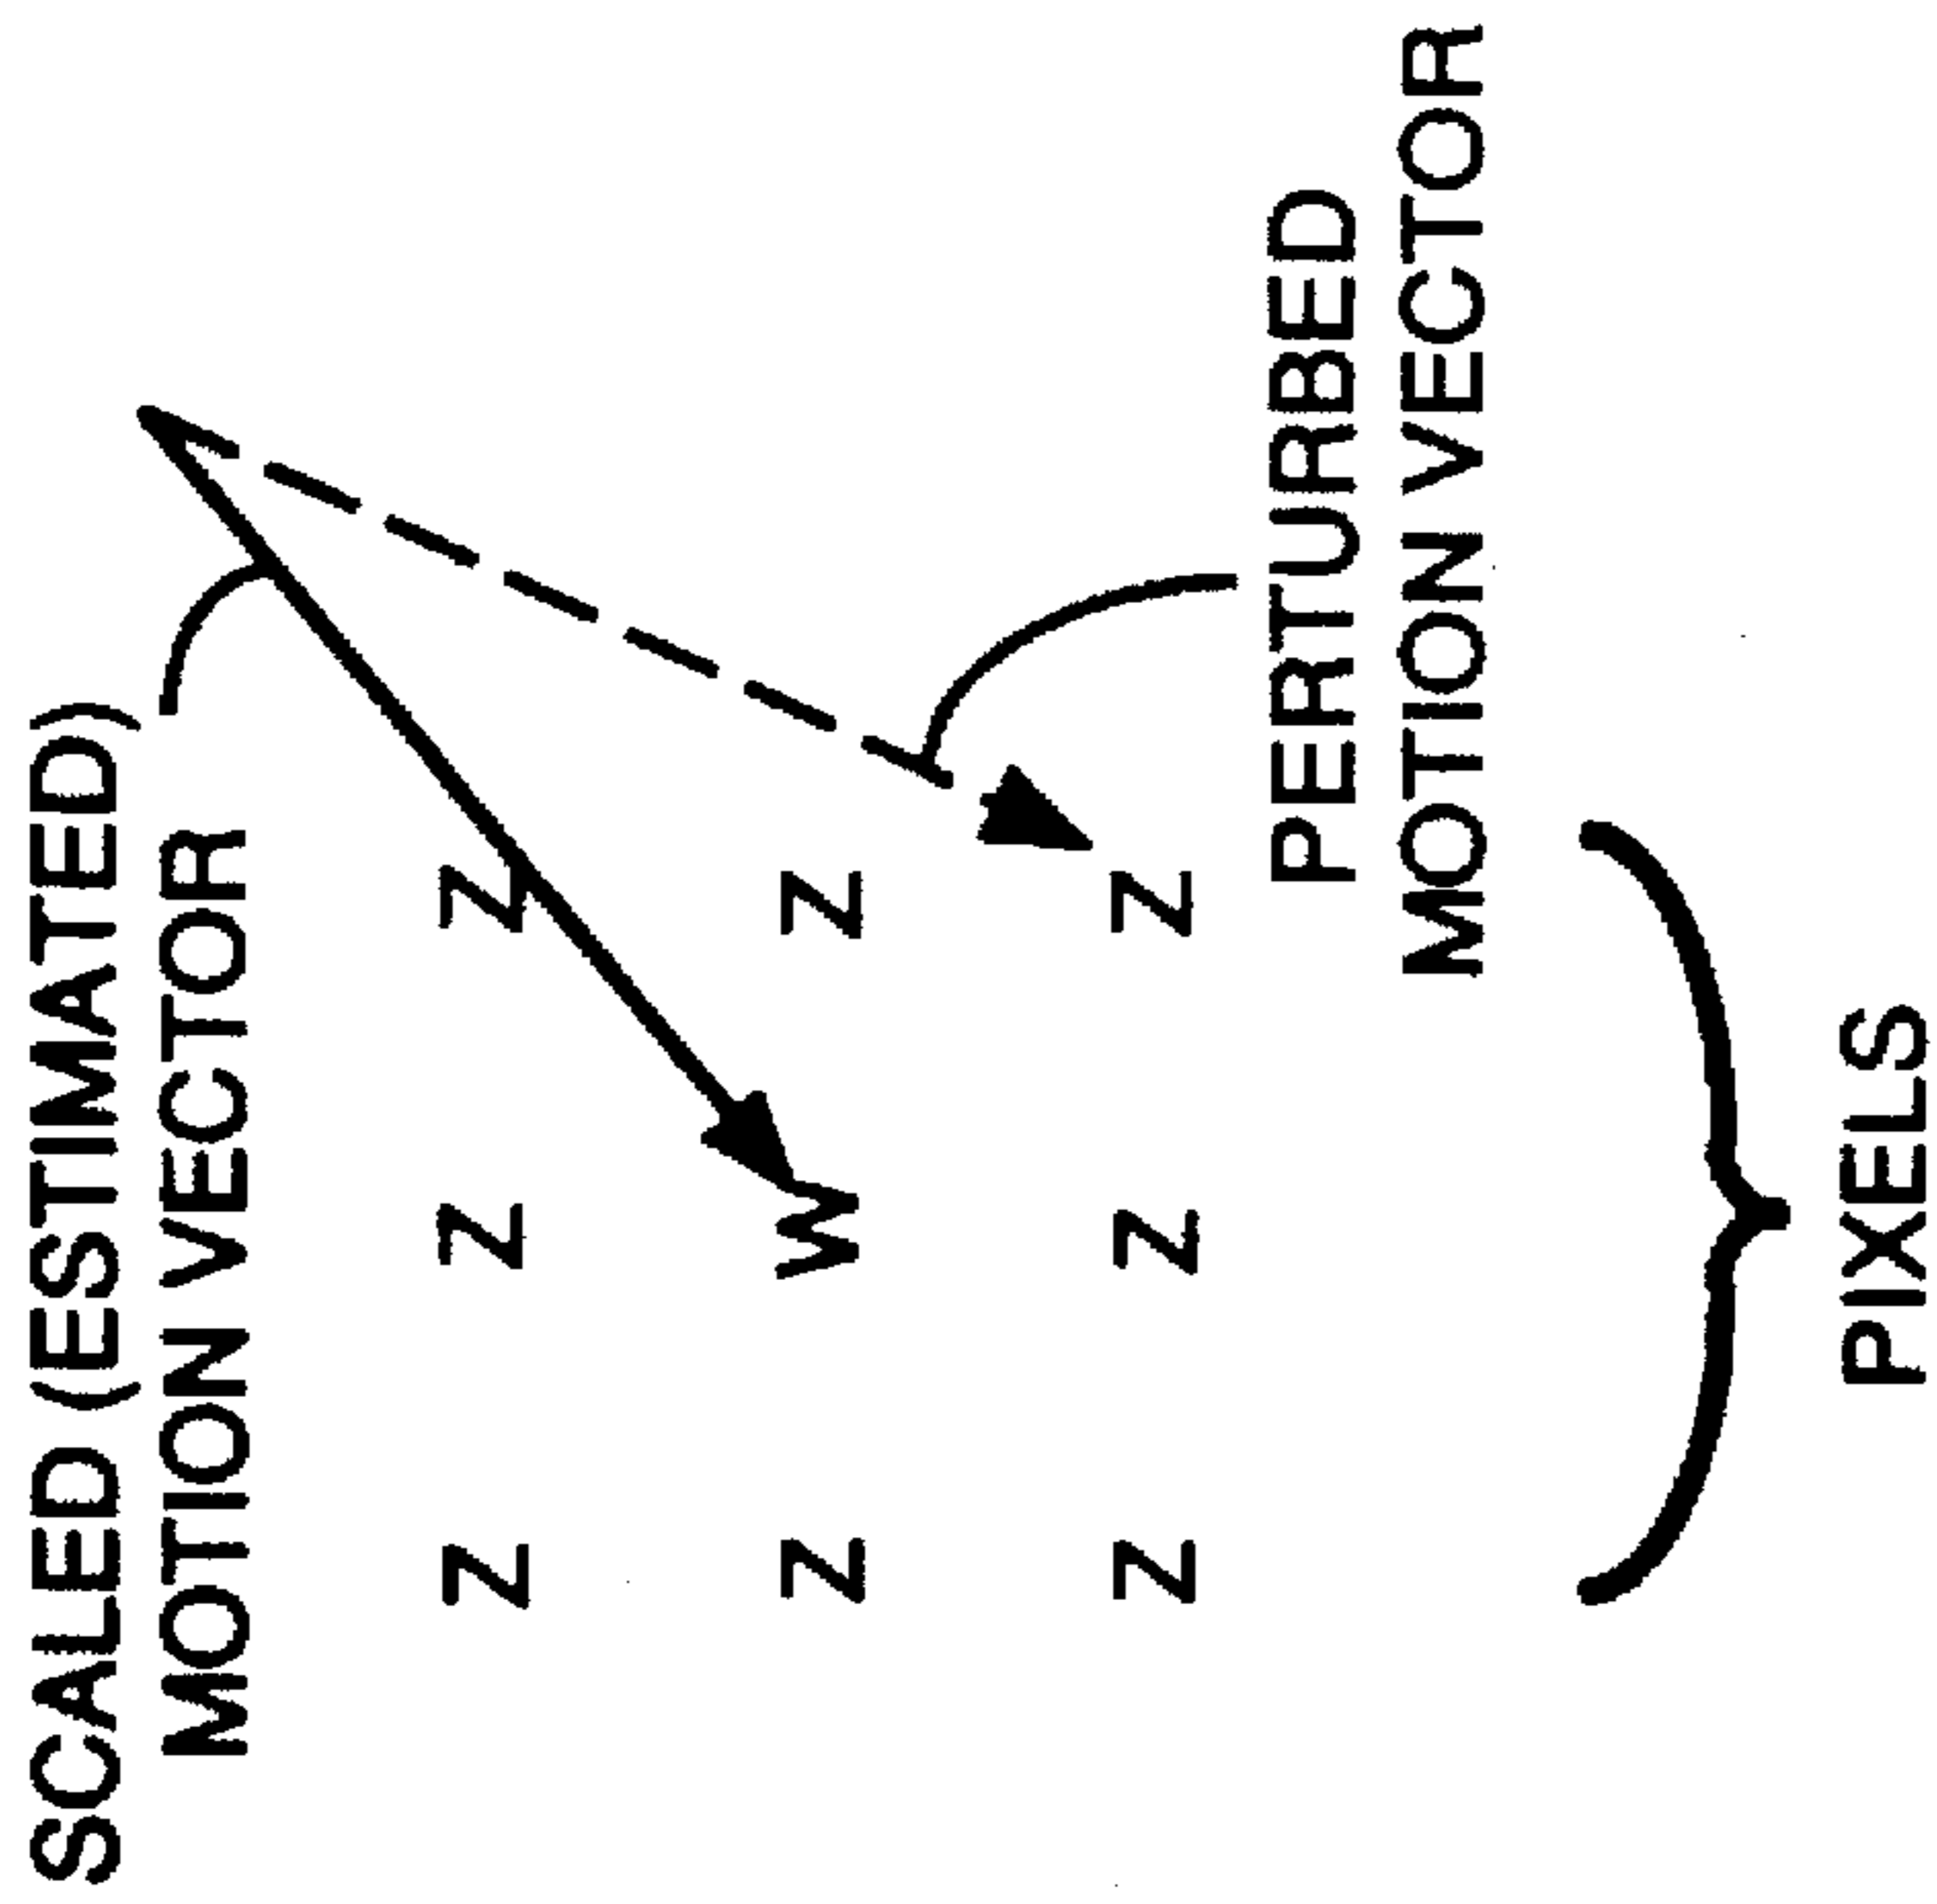 SCALED (ESTIMATED)
MOTION VECTOR
Z Z Z
Z W Z
Z Z Z
PERTURBED
MOTION VECTOR
PIXELS